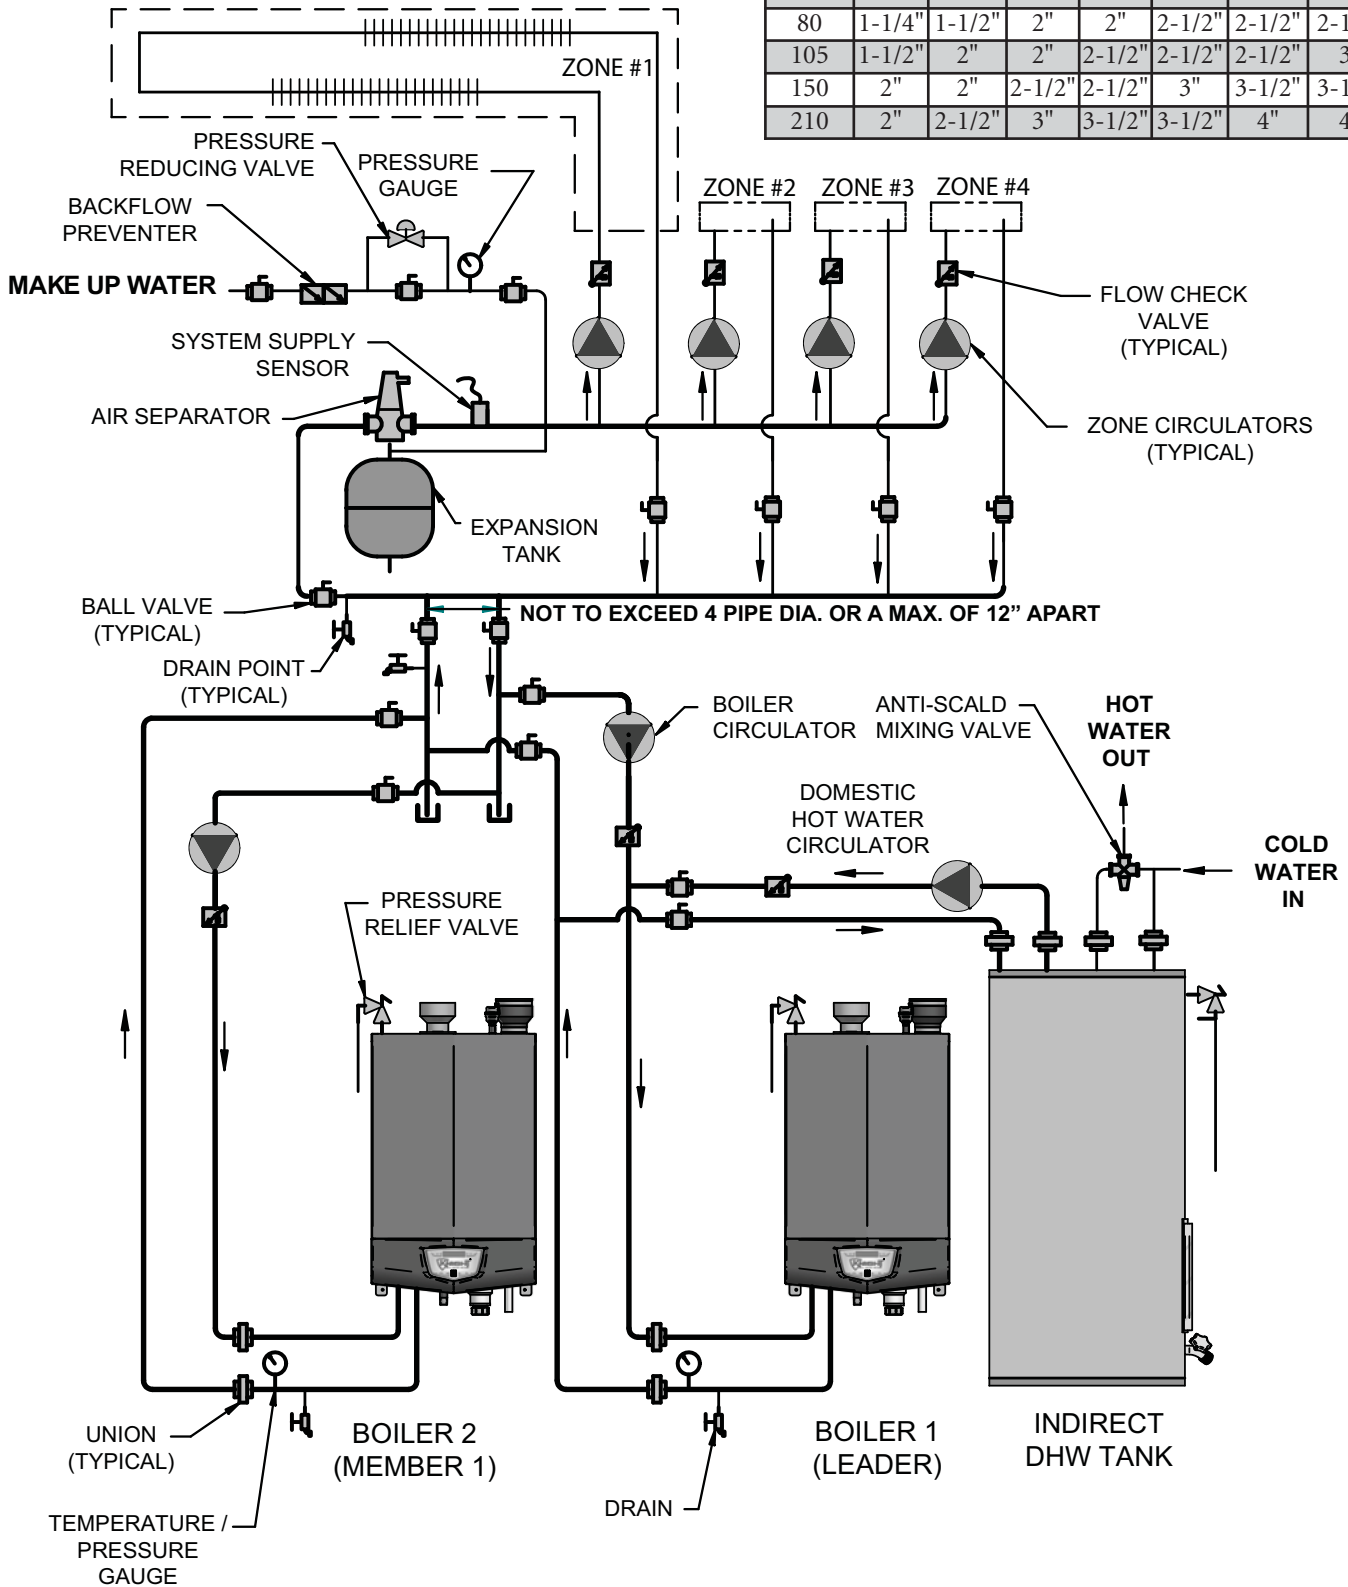 80 1-1/4" 1-1/2" 2" 2" 2-1/2" 2-1/2"
105 1-1/2" 2" 2" 2-1/2" 2-1/2" 2-1/2"
150 2" 2" 2-1/2" 2-1/2" 3" 3-1/2"
210 2" 2-1/2" 3" 3-1/2" 3-1/2" 4"
ZONE #1
PRESSURE
REDUCING VALVE
PRESSURE
GAUGE
BACKFLOW
PREVENTER
ZONE #2
ZONE #3
ZONE #4
MAKE UP WATER
FLOW CHECK
VALVE
(TYPICAL)
SYSTEM SUPPLY
SENSOR
AIR SEPARATOR
ZONE CIRCULATORS
(TYPICAL)
EXPANSION
TANK
BALL VALVE
(TYPICAL)
NOT TO EXCEED 4 PIPE DIA. OR A MAX. OF 12” APART
DRAIN POINT
(TYPICAL)
BOILER
CIRCULATOR
ANTI-SCALD
MIXING VALVE
HOT
WATER
OUT
DOMESTIC
HOT WATER
CIRCULATOR
COLD
WATER
IN
PRESSURE
RELIEF VALVE
UNION
(TYPICAL)
BOILER 2
(MEMBER 1)
BOILER 1
(LEADER)
INDIRECT
DHW TANK
DRAIN
TEMPERATURE /
PRESSURE
GAUGE